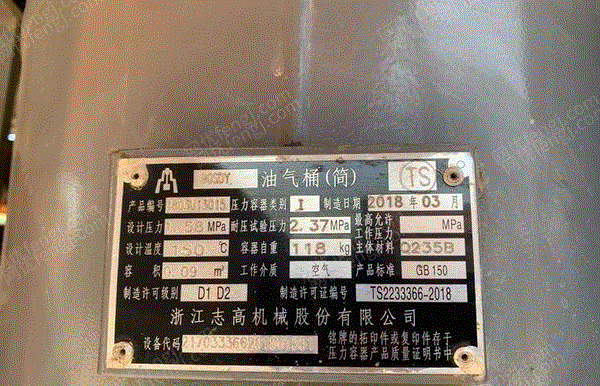 油气桶(简) TS
产品编号 压力容器类别 I 制造日期 2018 年 03 月
设计压力 MPa 耐压试验压力 2.37MPa 最高允许工作压力 MPa
设计温度 150 ℃ 容器自重 118 kg 主体材料 Q235B
容积 0.09 m³ 工作介质 空气 产品标准 GB150
制造许可级别 D1 D2 制造许可证编号 TS2233366-2018
浙江志高机械股份有限公司
设备代码 铭牌的拓印件或复印件存于
压力容器产品质量证明书中